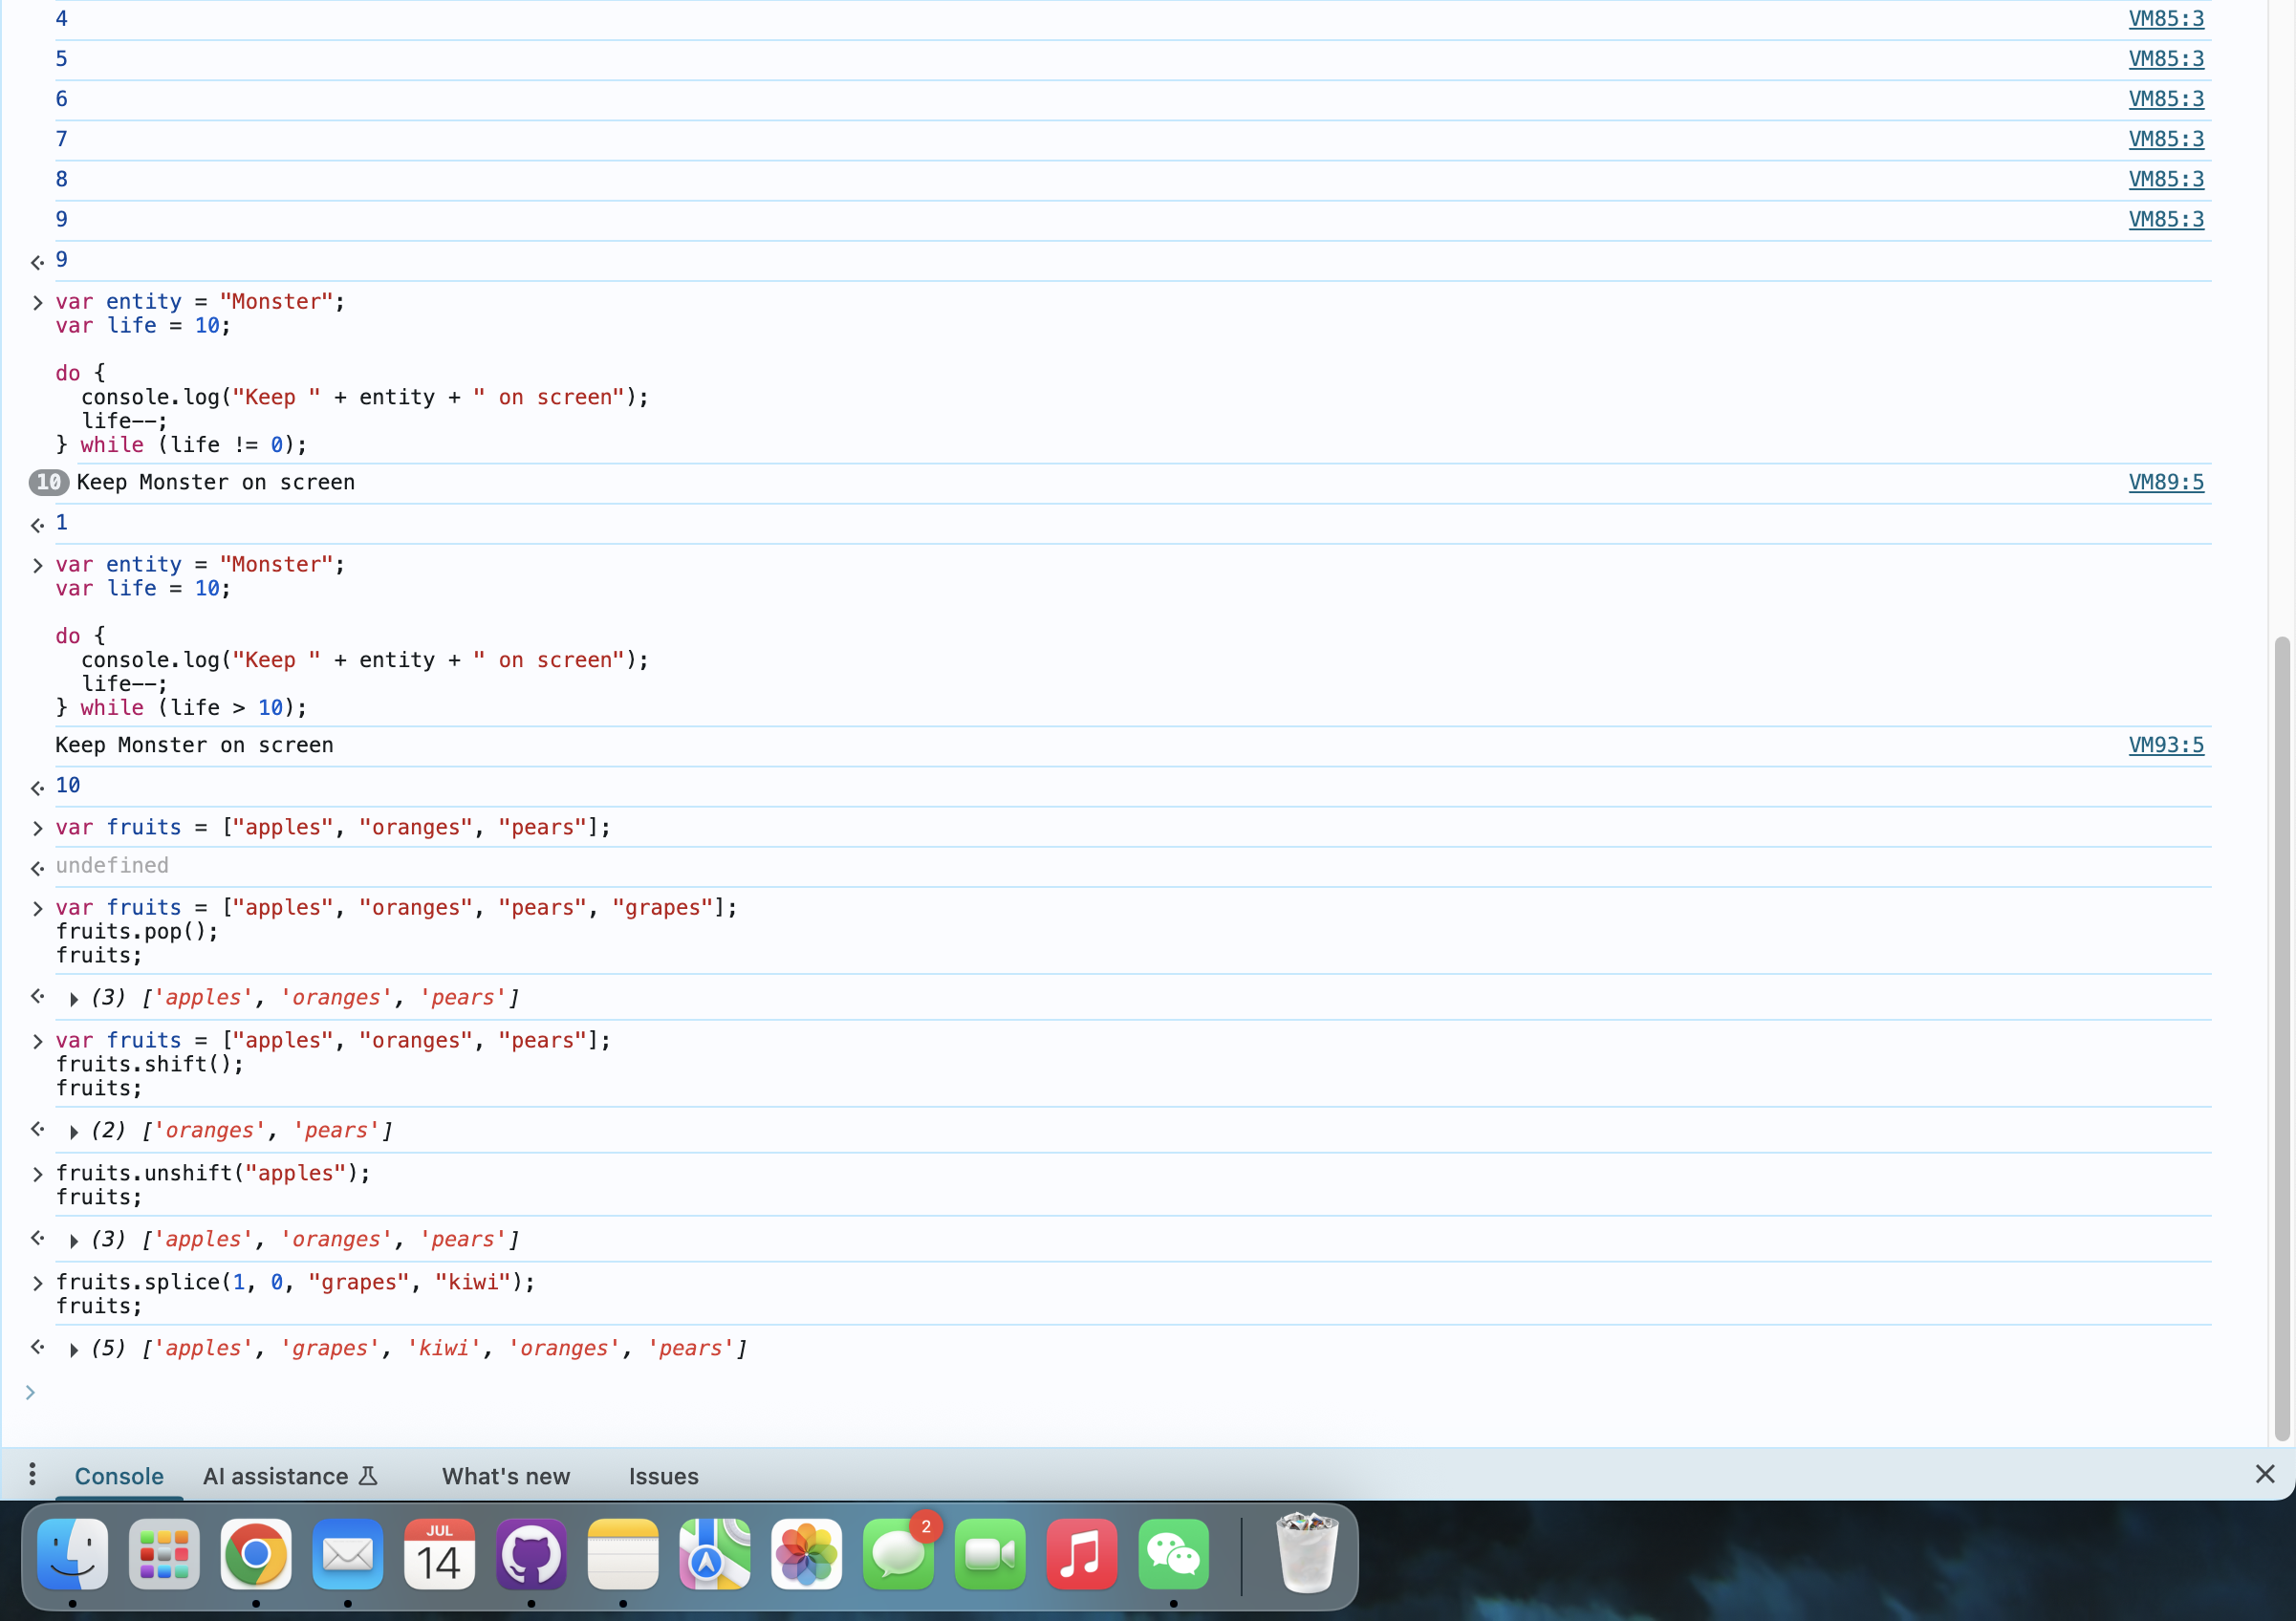 4 VM85:3
5 VM85:3
6 VM85:3
7 VM85:3
8 VM85:3
9 VM85:3
9
var entity = "Monster";
var life = 10;
do {
console.log("Keep " + entity + " on screen");
life--;
} while (life != 0);
10 Keep Monster on screen VM89:5
1
var entity = "Monster";
var life = 10;
do {
console.log("Keep " + entity + " on screen");
life--;
} while (life > 10);
Keep Monster on screen VM93:5
10
var fruits = ["apples", "oranges", "pears"];
undefined
var fruits = ["apples", "oranges", "pears", "grapes"];
fruits.pop();
fruits;
(3) ['apples', 'oranges', 'pears']
var fruits = ["apples", "oranges", "pears"];
fruits.shift();
fruits;
(2) ['oranges', 'pears']
fruits.unshift("apples");
fruits;
(3) ['apples', 'oranges', 'pears']
fruits.splice(1, 0, "grapes", "kiwi");
fruits;
(5) ['apples', 'grapes', 'kiwi', 'oranges', 'pears']
Console AI assistance What's new Issues
JUL
14
2